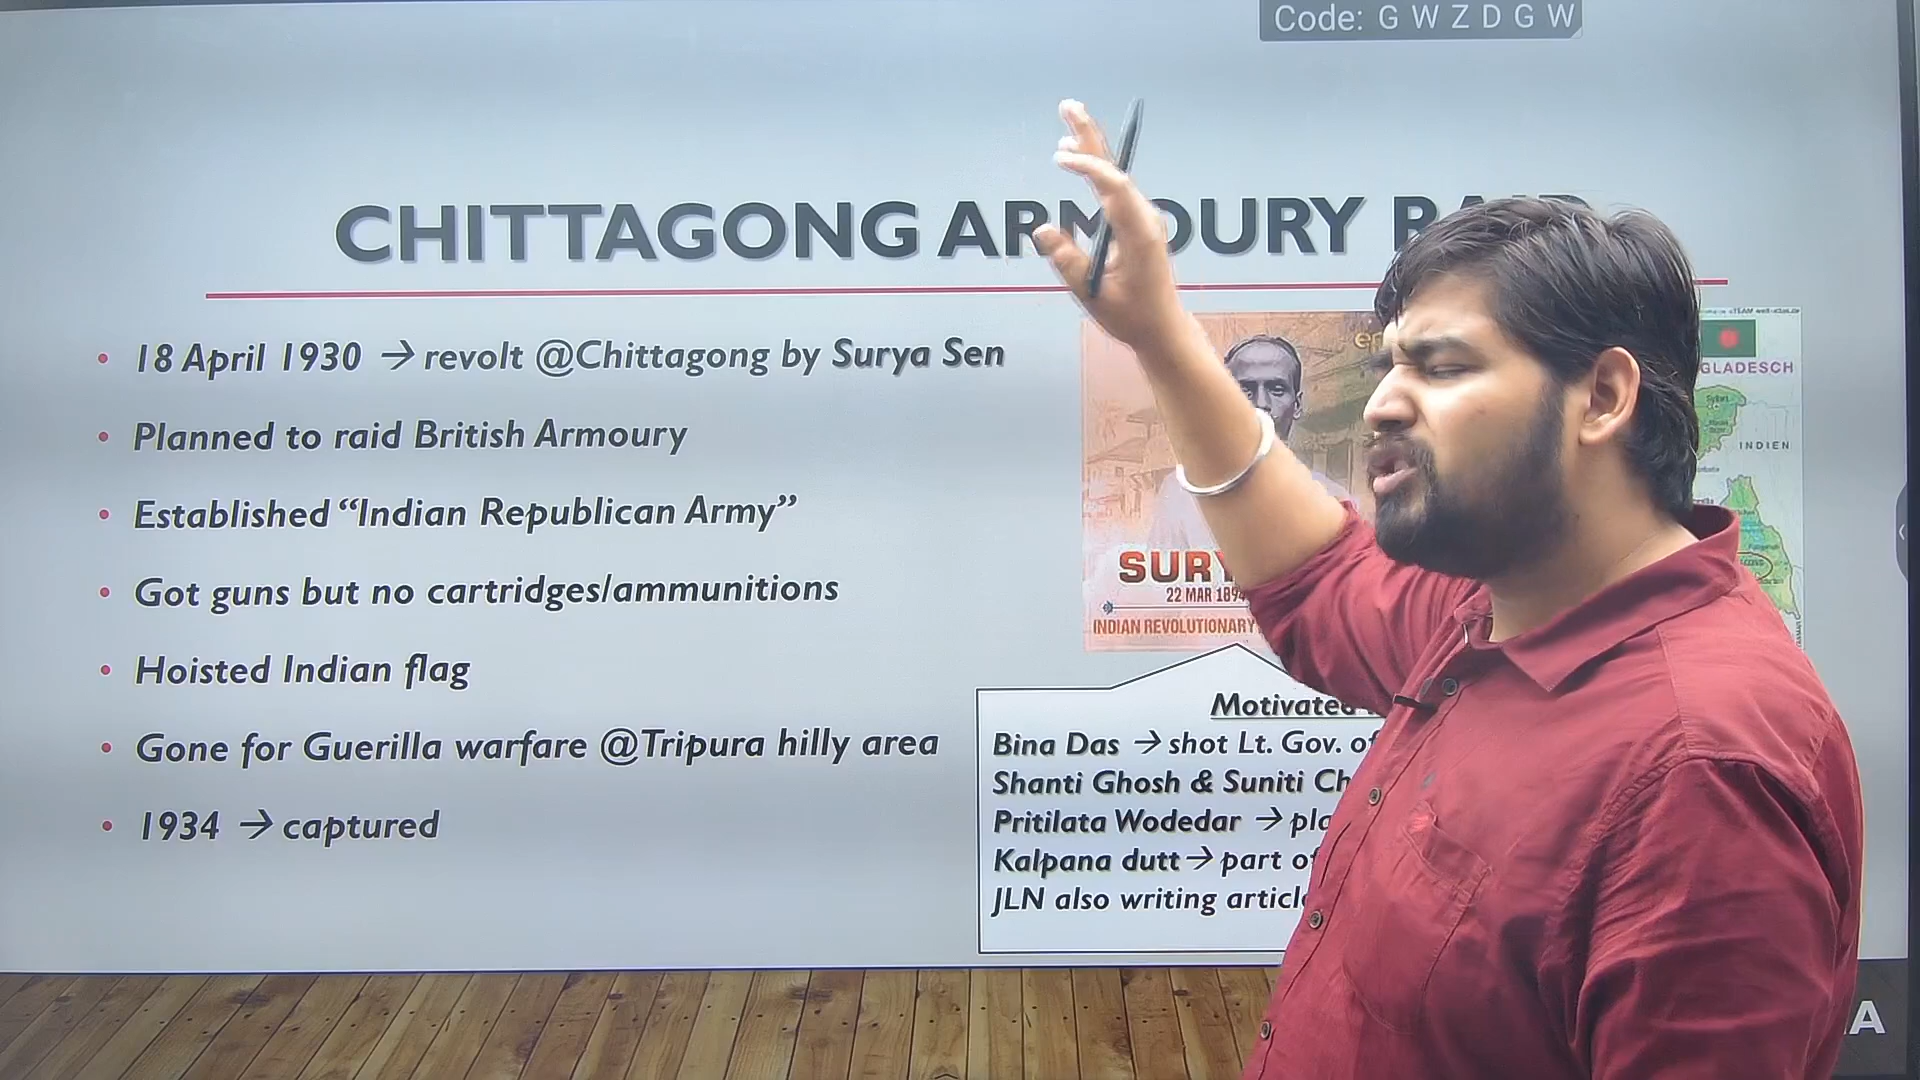 Code: G W Z D G W
CHITTAGONG ARMOURY RAID
• 18 April 1930 → revolt @Chittagong by Surya Sen
• Planned to raid British Armoury
• Established “Indian Republican Army”
• Got guns but no cartridges/ammunitions
• Hoisted Indian flag
• Gone for Guerilla warfare @Tripura hilly area
• 1934 → captured
SUR
22 MAR 1894
INDIAN REVOLUTIONARY
GLADESCH
INDIEN
Motivated
Bina Das → shot Lt. Gov. of
Shanti Ghosh & Suniti Ch
Pritilata Wodedar → pla
Kalpana dutt → part of
JLN also writing article
A